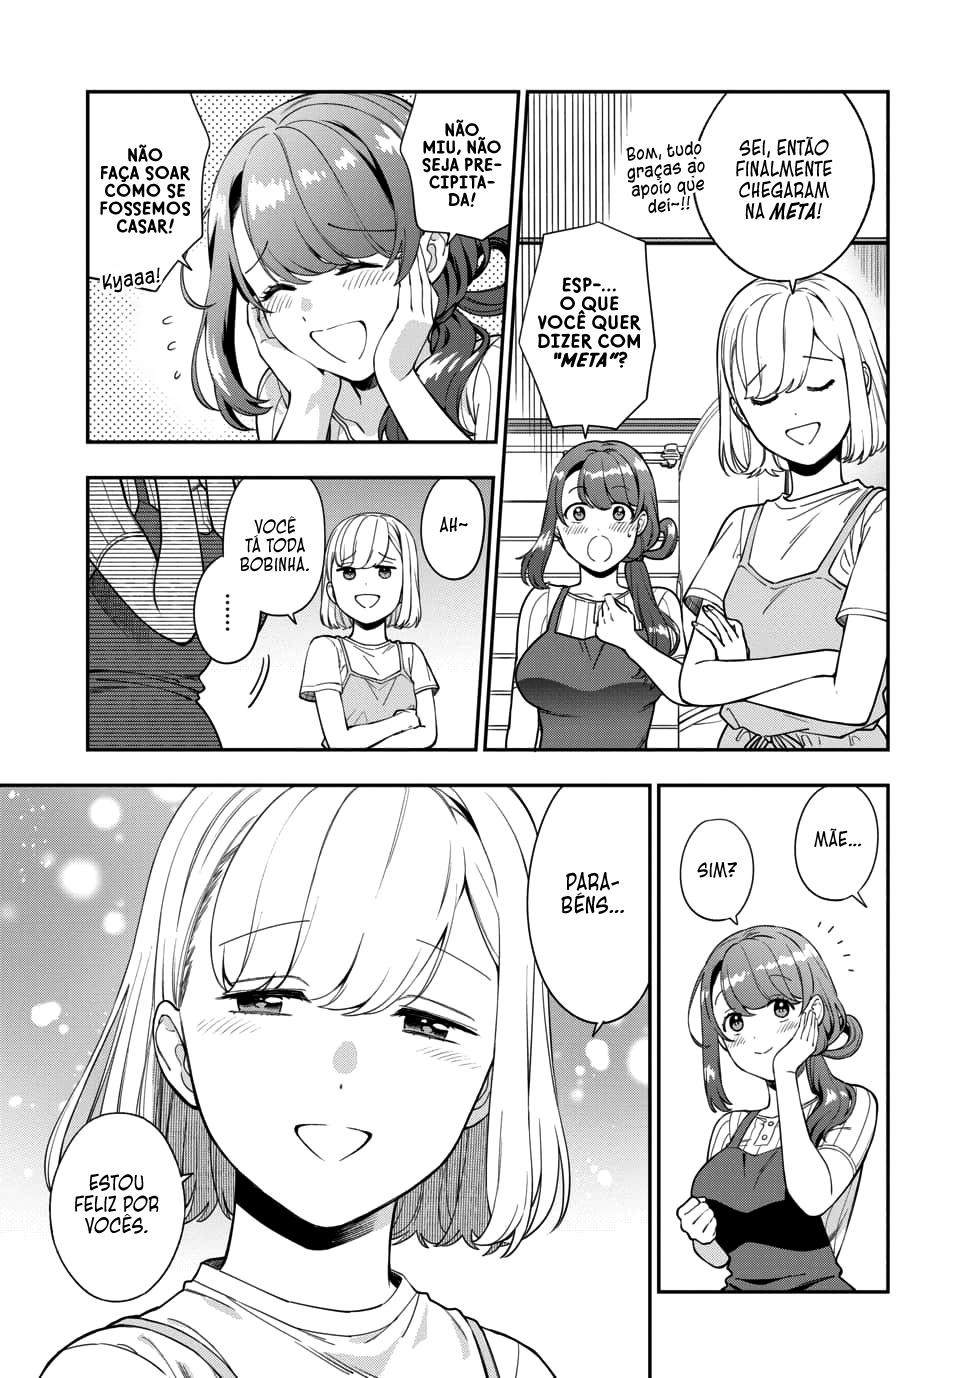 SEI, ENTÃO
FINALMENTE
CHEGARAM
NA META!
Bom, tudo
graças ao
apoio que
dei~!!
ESP-...
O QUE
VOCÊ QUER
DIZER COM
"META"?
NÃO
MIU, NÃO
SEJA PRE-
CIPITA-
DA!
NÃO
FAÇA SOAR
COMO SE
FOSSEMOS
CASAR!
Kyaaa!
AH~
VOCÊ
TÁ TODA
BOBINHA.
........
MÃE...
SIM?
PARA-
BÉNS...
ESTOU
FELIZ POR
VOCÊS.